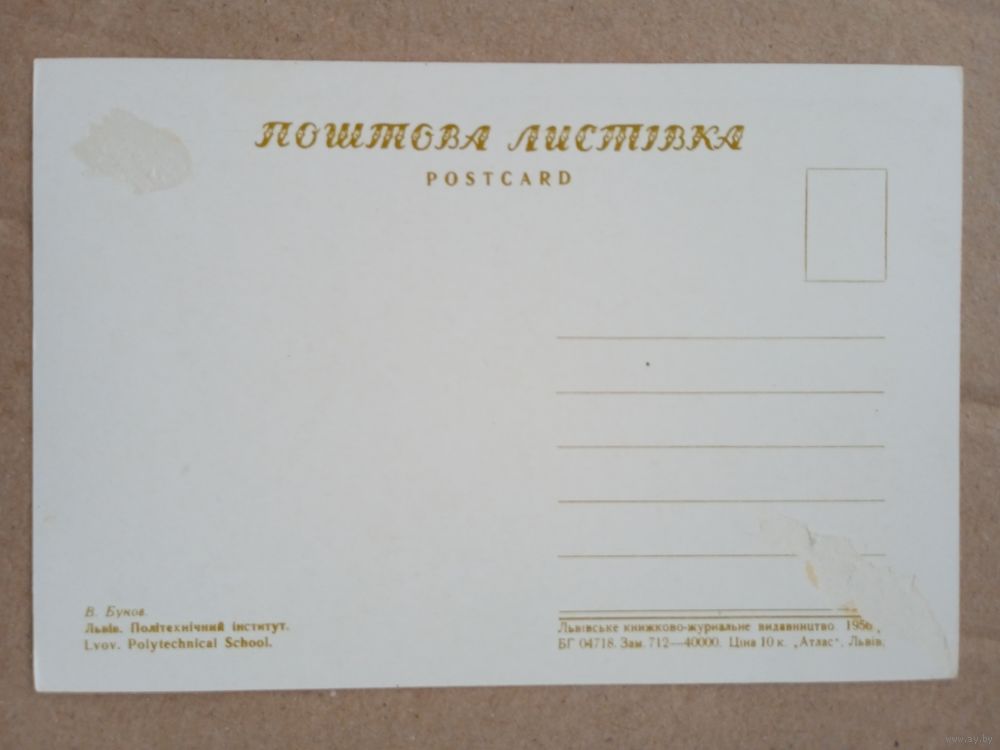 ПОШТОВА ЛИСТІВКА
POSTCARD
В. Буков.
Львів. Політехнічний інститут.
Lvov. Polytechnical School.
Львівське книжково-журнальне видавництво 1956,
БГ 04718. Зам. 712—40000. Ціна 10 к. „Атлас“. Львів.
www.ay.by